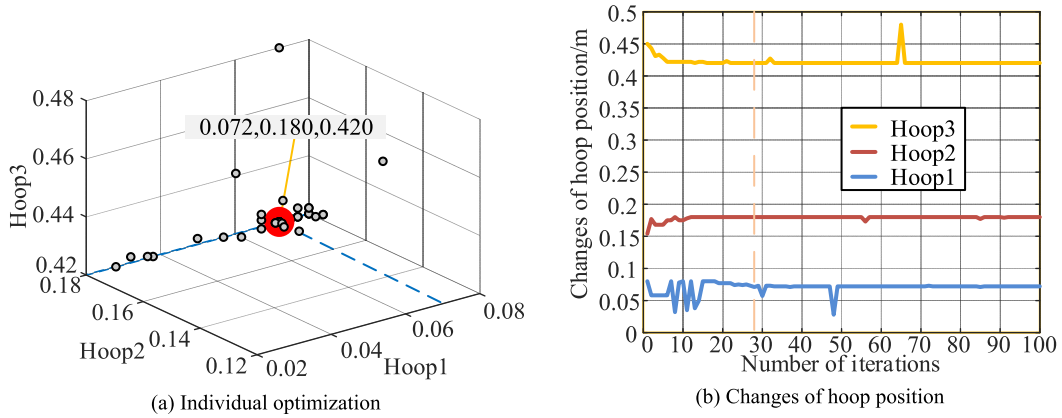 0.48
0.46
0.44
0.42
Hoop3
0.072,0.180,0.420
0.18
0.16
0.14
0.12
Hoop2
0.02
0.04
0.06
0.08
Hoop1
(a) Individual optimization
0.5
0.45
0.4
0.35
0.3
0.25
0.2
0.15
0.1
0.05
0
Changes of hoop position/m
Hoop3
Hoop2
Hoop1
0 10 20 30 40 50 60 70 80 90 100
Number of iterations
(b) Changes of hoop position